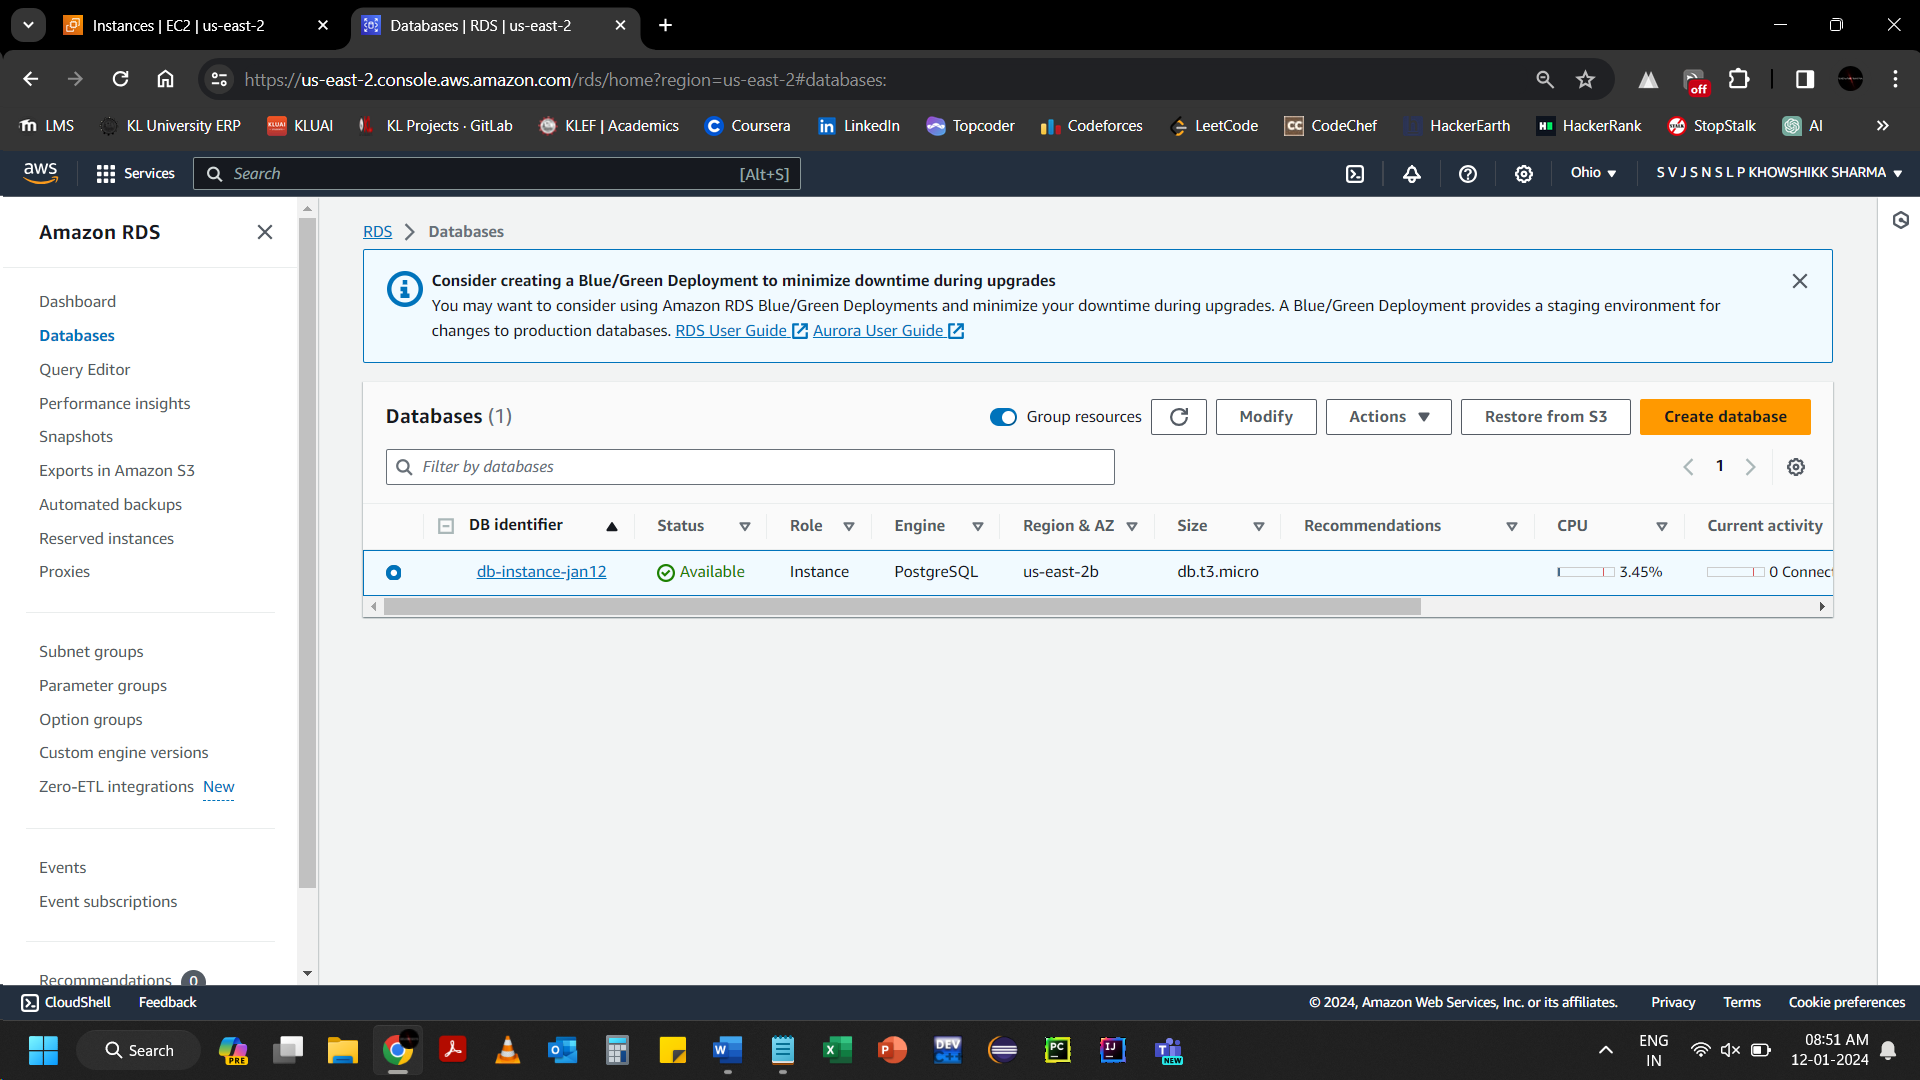 Instances | EC2 | us-east-2
Databases | RDS | us-east-2
https://us-east-2.console.aws.amazon.com/rds/home?region=us-east-2#databases:
off
LMS
KL University ERP
KLUAI
KLUAI
KL Projects · GitLab
KLEF | Academics
Coursera
in
LinkedIn
Topcoder
Codeforces
LeetCode
CC
CodeChef
HackerEarth
HackerRank
StopStalk
AI
aws
Services
Search
[Alt+S]
Ohio
S V J S N S L P KHOWSHIKK SHARMA
Amazon RDS
Dashboard
Databases
Query Editor
Performance insights
Snapshots
Exports in Amazon S3
Automated backups
Reserved instances
Proxies
Subnet groups
Parameter groups
Option groups
Custom engine versions
Zero-ETL integrations New
Events
Event subscriptions
Recommendations 0
RDS > Databases
Consider creating a Blue/Green Deployment to minimize downtime during upgrades
You may want to consider using Amazon RDS Blue/Green Deployments and minimize your downtime during upgrades. A Blue/Green Deployment provides a staging environment for
changes to production databases. RDS User Guide Aurora User Guide
Databases (1)
Group resources
Modify
Actions
Restore from S3
Create database
Filter by databases
1
DB identifier
Status
Role
Engine
Region & AZ
Size
Recommendations
CPU
Current activity
db-instance-jan12
Available
Instance
PostgreSQL
us-east-2b
db.t3.micro
3.45%
0 Connec
CloudShell
Feedback
© 2024, Amazon Web Services, Inc. or its affiliates.
Privacy
Terms
Cookie preferences
Search
PRE
DEV
PC
IJ
NEW
ENG
IN
08:51 AM
12-01-2024